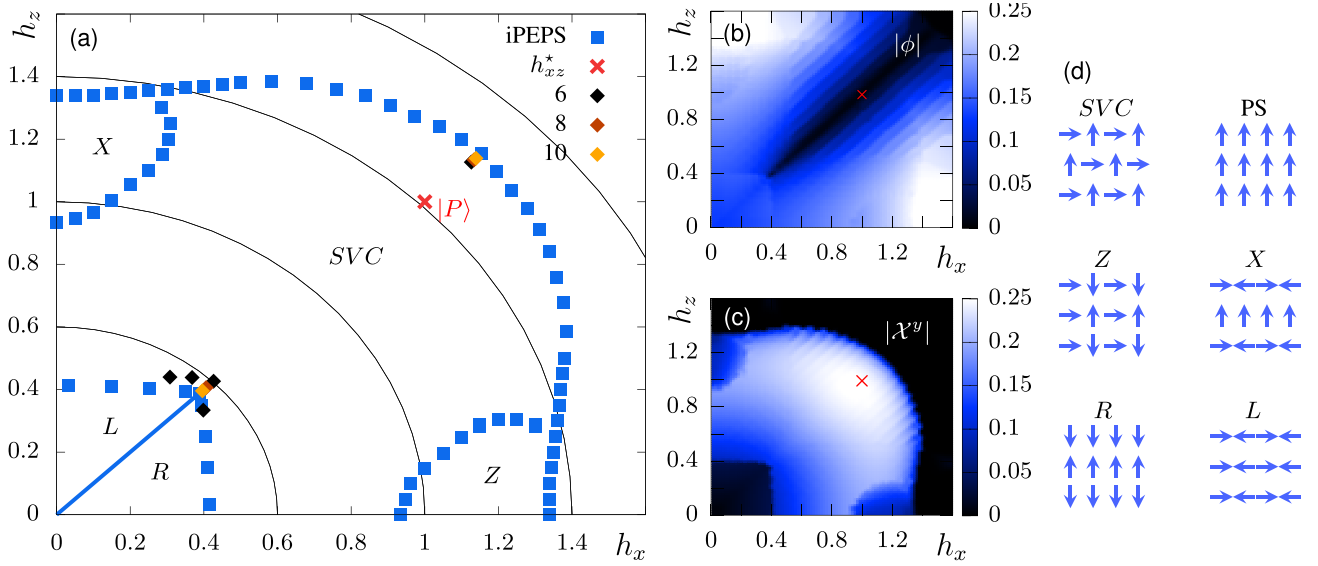 (a)
h_z
iPEPS
h*_xz
6
8
10
1.4
1.2
1
0.8
0.6
0.4
0.2
0
X
|P⟩
SVC
L
R
Z
0 0.2 0.4 0.6 0.8 1 1.2 1.4
h_x
(b)
|ϕ|
h_z
1.2
0.8
0.4
0
0 0.4 0.8 1.2
h_x
0.25
0.2
0.15
0.1
0.05
0
(c)
|𝒳^y|
h_z
1.2
0.8
0.4
0
0 0.4 0.8 1.2
h_x
0.25
0.2
0.15
0.1
0.05
0
(d)
SVC PS
Z X
R L